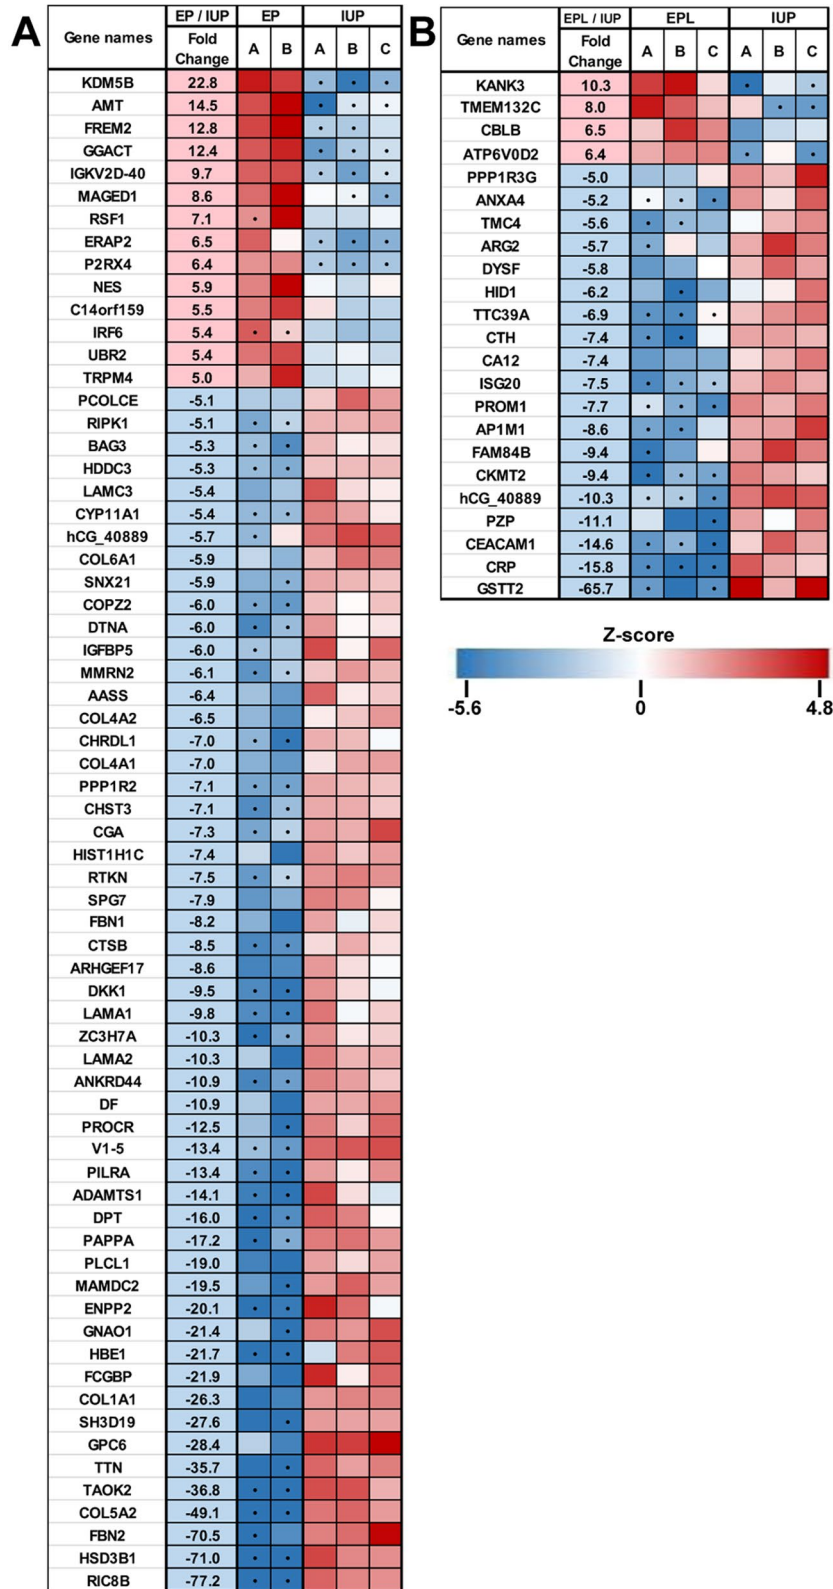 A
Gene names EP / IUP EP IUP
Fold Change A B A B C
KDM5B 22.8
AMT 14.5
FREM2 12.8
GGACT 12.4
IGKV2D-40 9.7
MAGED1 8.6
RSF1 7.1
ERAP2 6.5
P2RX4 6.4
NES 5.9
C14orf159 5.5
IRF6 5.4
UBR2 5.4
TRPM4 5.0
PCOLCE -5.1
RIPK1 -5.1
BAG3 -5.3
HDDC3 -5.3
LAMC3 -5.4
CYP11A1 -5.4
hCG_40889 -5.7
COL6A1 -5.9
SNX21 -5.9
COPZ2 -6.0
DTNA -6.0
IGFBP5 -6.0
MMRN2 -6.1
AASS -6.4
COL4A2 -6.5
CHRDL1 -7.0
COL4A1 -7.0
PPP1R2 -7.1
CHST3 -7.1
CGA -7.3
HIST1H1C -7.4
RTKN -7.5
SPG7 -7.9
FBN1 -8.2
CTSB -8.5
ARHGEF17 -8.6
DKK1 -9.5
LAMA1 -9.8
ZC3H7A -10.3
LAMA2 -10.3
ANKRD44 -10.9
DF -10.9
PROCR -12.5
V1-5 -13.4
PILRA -13.4
ADAMTS1 -14.1
DPT -16.0
PAPPA -17.2
PLCL1 -19.0
MAMDC2 -19.5
ENPP2 -20.1
GNAO1 -21.4
HBE1 -21.7
FCGBP -21.9
COL1A1 -26.3
SH3D19 -27.6
GPC6 -28.4
TTN -35.7
TAOK2 -36.8
COL5A2 -49.1
FBN2 -70.5
HSD3B1 -71.0
RIC8B -77.2
B
Gene names EPL / IUP EPL IUP
Fold Change A B C A B C
KANK3 10.3
TMEM132C 8.0
CBLB 6.5
ATP6V0D2 6.4
PPP1R3G -5.0
ANXA4 -5.2
TMC4 -5.6
ARG2 -5.7
DYSF -5.8
HID1 -6.2
TTC39A -6.9
CTH -7.4
CA12 -7.4
ISG20 -7.5
PROM1 -7.7
AP1M1 -8.6
FAM84B -9.4
CKMT2 -9.4
hCG_40889 -10.3
PZP -11.1
CEACAM1 -14.6
CRP -15.8
GSTT2 -65.7
Z-score
-5.6 0 4.8